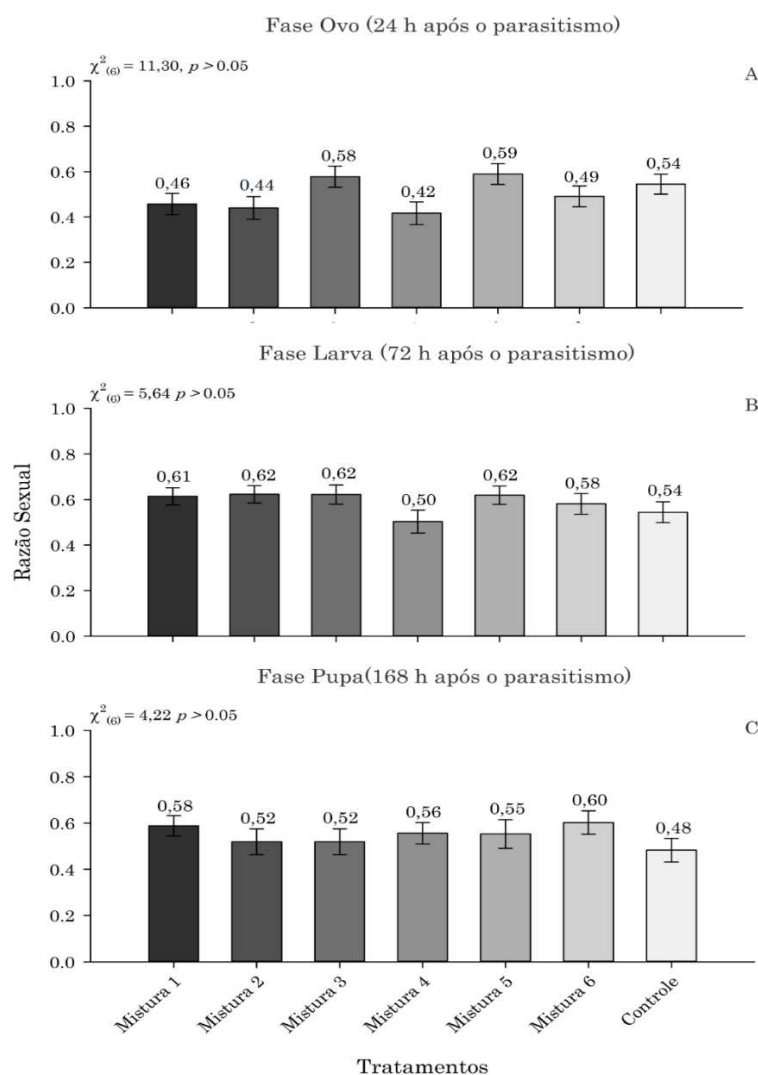 Fase Ovo (24 h após o parasitismo)
χ²₍₆₎ = 11,30, p > 0.05
A
1.0
0.8
0.6
0.4
0.2
0.0
0,46
0,44
0,58
0,42
0,59
0,49
0,54
Fase Larva (72 h após o parasitismo)
χ²₍₆₎ = 5,64 p > 0.05
B
1.0
0.8
0.6
0.4
0.2
0.0
0,61
0,62
0,62
0,50
0,62
0,58
0,54
Razão Sexual
Fase Pupa(168 h após o parasitismo)
χ²₍₆₎ = 4,22 p > 0.05
C
1.0
0.8
0.6
0.4
0.2
0.0
0,58
0,52
0,52
0,56
0,55
0,60
0,48
Mistura 1
Mistura 2
Mistura 3
Mistura 4
Mistura 5
Mistura 6
Controle
Tratamentos